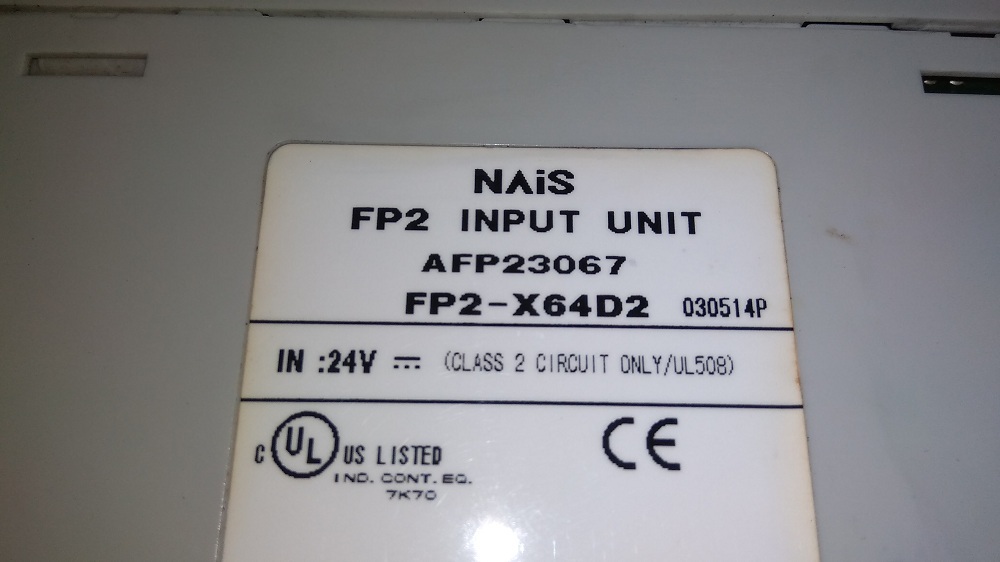 NAiS
FP2 INPUT UNIT
AFP23067
FP2-X64D2 030514P
IN :24V ⎓ (CLASS 2 CIRCUIT ONLY/UL508)
C UL US LISTED
IND. CONT. EQ.
7K70
CE